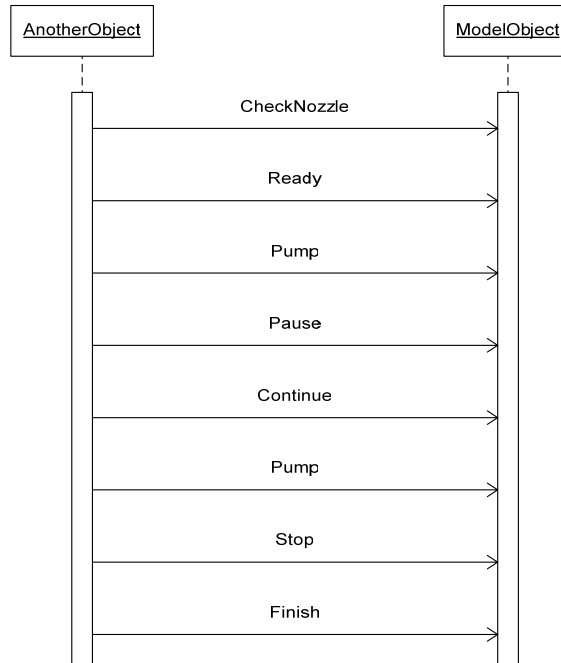 AnotherObject
ModelObject
CheckNozzle
Ready
Pump
Pause
Continue
Pump
Stop
Finish